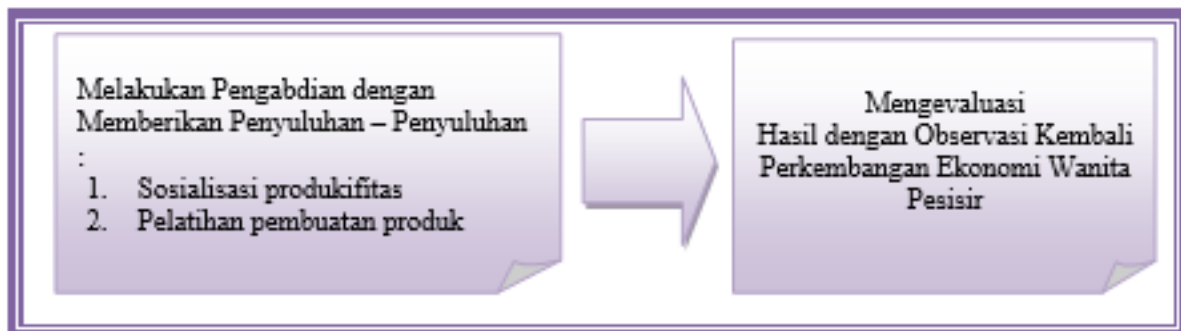 Melakukan Pengabdian dengan
Memberikan Penyuluhan – Penyuluhan
:
1. Sosialisasi produkifitas
2. Pelatihan pembuatan produk
Mengevaluasi
Hasil dengan Observasi Kembali
Perkembangan Ekonomi Wanita
Pesisir